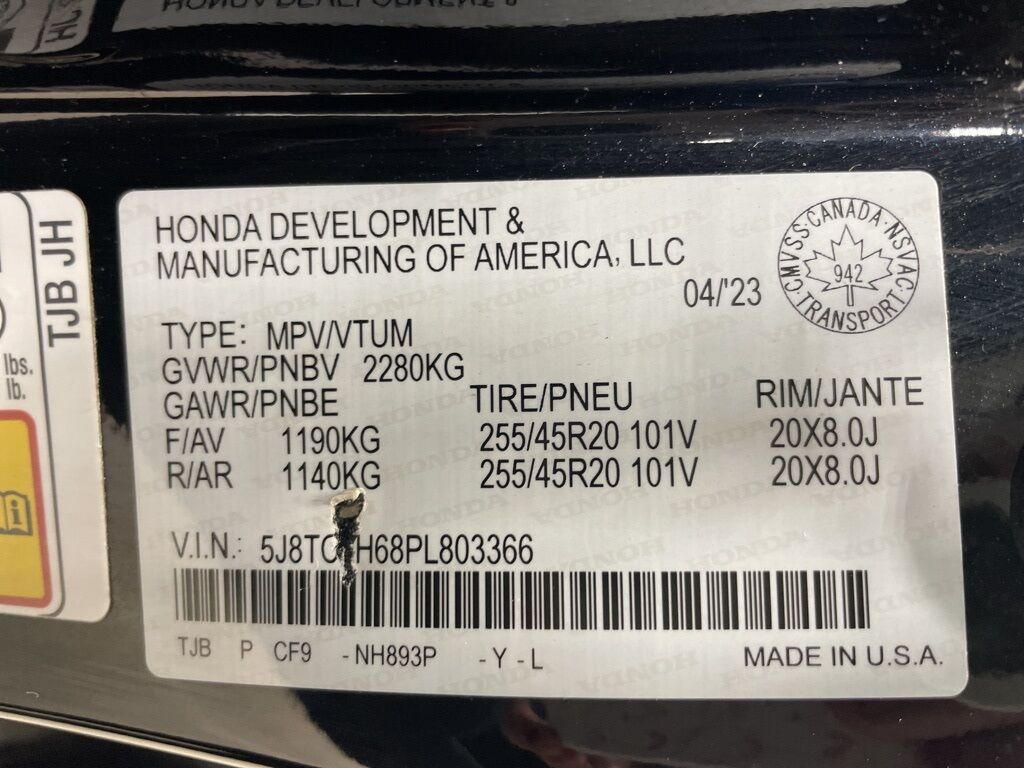 TJB JH
lbs.
lb.
HONDA DEVELOPMENT &
MANUFACTURING OF AMERICA, LLC
04/'23
CMVSS·CANADA·NSVAC·TRANSPORT·
942
TYPE: MPV/VTUM
GVWR/PNBV 2280KG
GAWR/PNBE TIRE/PNEU RIM/JANTE
F/AV 1190KG 255/45R20 101V 20X8.0J
R/AR 1140KG 255/45R20 101V 20X8.0J
V.I.N.:
TJB P CF9 -NH893P -Y-L MADE IN U.S.A.